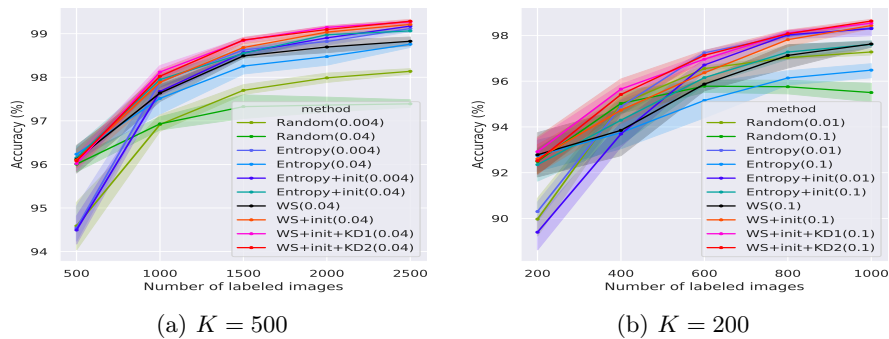 99
98
97
96
95
94
Accuracy (%)
500
1000
1500
2000
2500
Number of labeled images
method
Random(0.004)
Random(0.04)
Entropy(0.004)
Entropy(0.04)
Entropy+init(0.004)
Entropy+init(0.04)
WS(0.04)
WS+init(0.04)
WS+init+KD1(0.04)
WS+init+KD2(0.04)
(a) K = 500
98
96
94
92
90
Accuracy (%)
200
400
600
800
1000
Number of labeled images
method
Random(0.01)
Random(0.1)
Entropy(0.01)
Entropy(0.1)
Entropy+init(0.01)
Entropy+init(0.1)
WS(0.1)
WS+init(0.1)
WS+init+KD1(0.1)
WS+init+KD2(0.1)
(b) K = 200